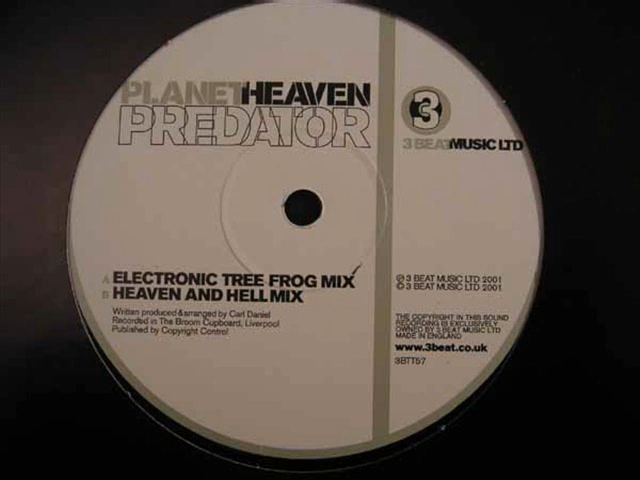 PLANETHEAVEN
PREDATOR
3
3 BEATMUSIC LTD
A ELECTRONIC TREE FROG MIX
B HEAVEN AND HELL MIX
Written produced & arranged by Carl Daniel
Recorded in The Broom Cupboard, Liverpool
Published by Copyright Control
℗ 3 BEAT MUSIC LTD 2001
© 3 BEAT MUSIC LTD 2001
THE COPYRIGHT IN THIS SOUND
RECORDING IS EXCLUSIVELY
OWNED BY 3 BEAT MUSIC LTD
MADE IN ENGLAND
www.3beat.co.uk
3BTT57